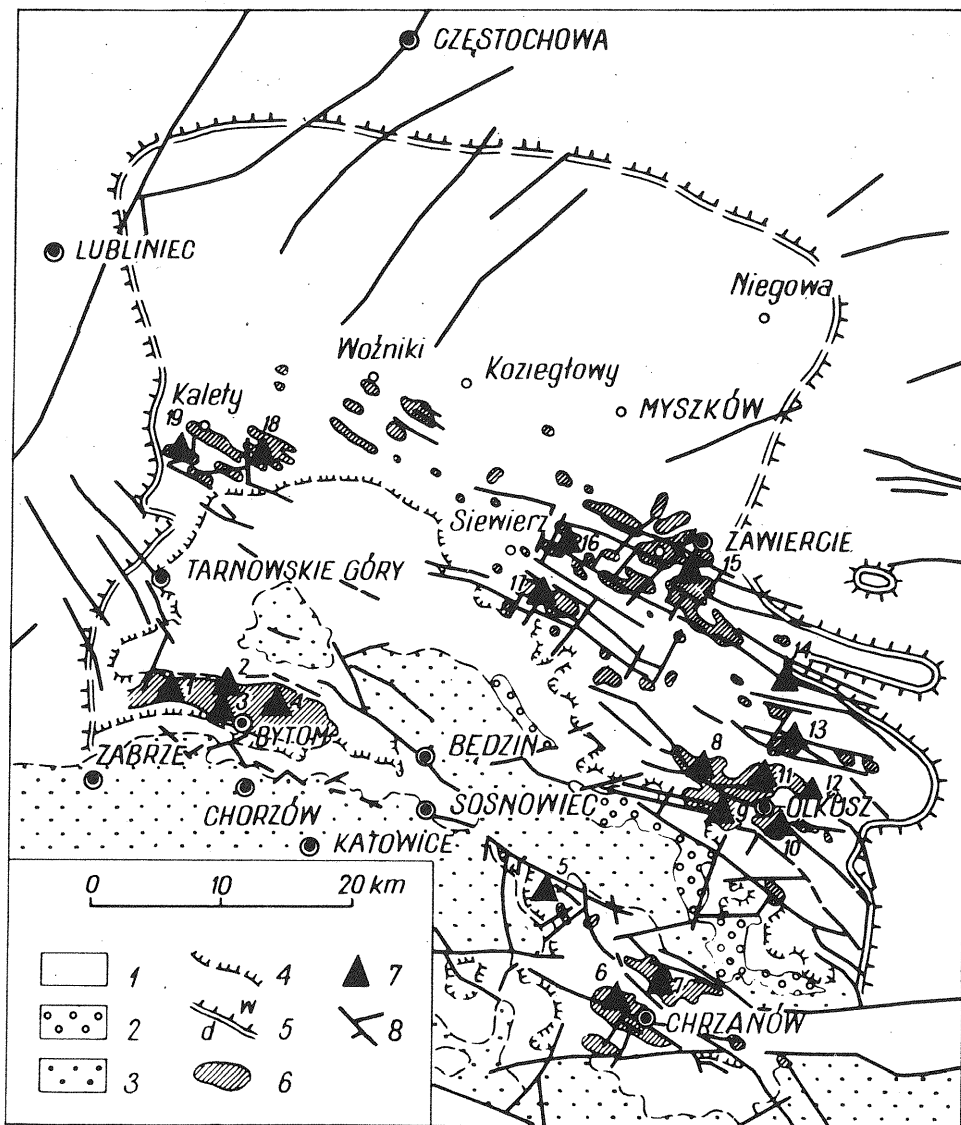 CZĘSTOCHOWA
LUBLINIEC
Niegowa
Woźniki
Koziegłowy
Kalety
MYSZKÓW
19
18
Siewierz
16
ZAWIERCIE
15
TARNOWSKIE GÓRY
17
14
2
1
3
4
BYTOM
13
ZABRZE
BĘDZIN
8
11
12
CHORZÓW
SOSNOWIEC
9
OLKUSZ
10
KATOWICE
5
0 10 20 km
6
7
CHRZANÓW
1 4 7
2 d w 5 8
3 6